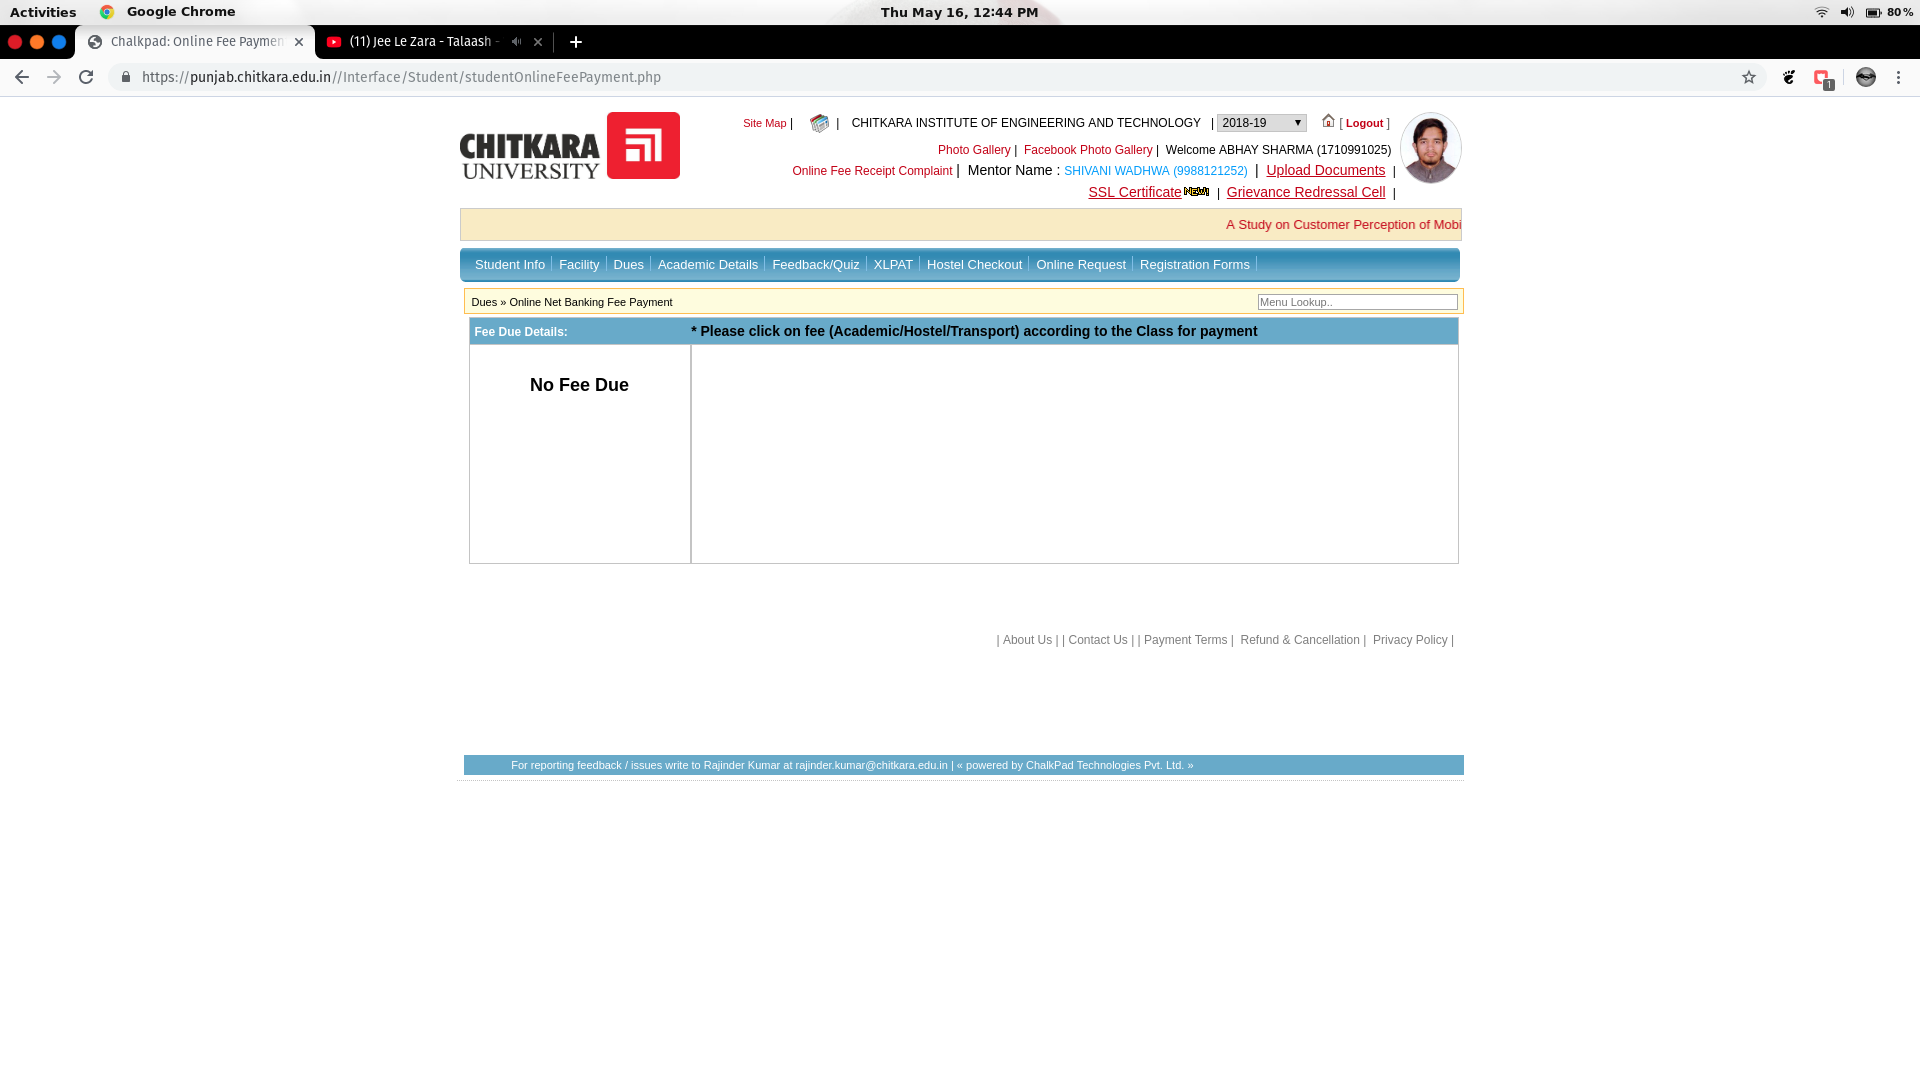 Activities Google Chrome Thu May 16, 12:44 PM 80 %
Chalkpad: Online Fee Paymen (11) Jee Le Zara - Talaash -
https://punjab.chitkara.edu.in//Interface/Student/studentOnlineFeePayment.php 1
CHITKARA
UNIVERSITY
Site Map | | CHITKARA INSTITUTE OF ENGINEERING AND TECHNOLOGY | 2018-19 [ Logout ]
Photo Gallery | Facebook Photo Gallery | Welcome ABHAY SHARMA (1710991025)
Online Fee Receipt Complaint | Mentor Name : SHIVANI WADHWA (9988121252) | Upload Documents |
SSL Certificate NEW! | Grievance Redressal Cell |
A Study on Customer Perception of Mobi
Student Info Facility Dues Academic Details Feedback/Quiz XLPAT Hostel Checkout Online Request Registration Forms
Dues » Online Net Banking Fee Payment Menu Lookup..
Fee Due Details: * Please click on fee (Academic/Hostel/Transport) according to the Class for payment
No Fee Due
| About Us | | Contact Us | | Payment Terms | Refund & Cancellation | Privacy Policy |
For reporting feedback / issues write to Rajinder Kumar at rajinder.kumar@chitkara.edu.in | « powered by ChalkPad Technologies Pvt. Ltd. »